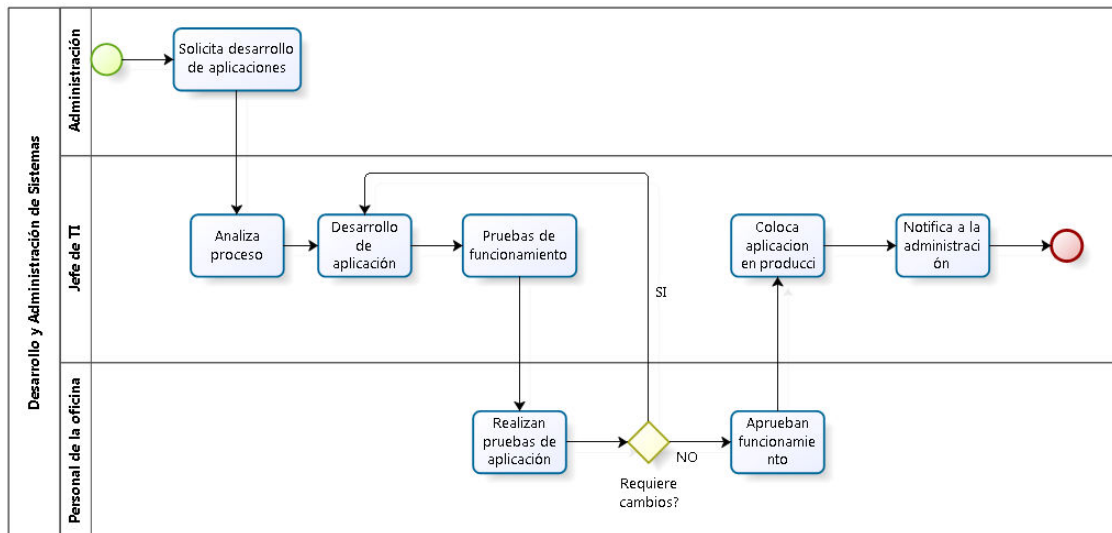 Desarrollo y Administración de Sistemas
Administración
Solicita desarrollo
de aplicaciones
Jefe de TI
Analiza
proceso
Desarrollo
de
aplicación
Pruebas de
funcionamiento
SI
Coloca
aplicacion
en producci
Notifica a la
administraci
ón
Personal de la oficina
Realizan
pruebas de
aplicación
Requiere
cambios?
NO
Aprueban
funcionamie
nto